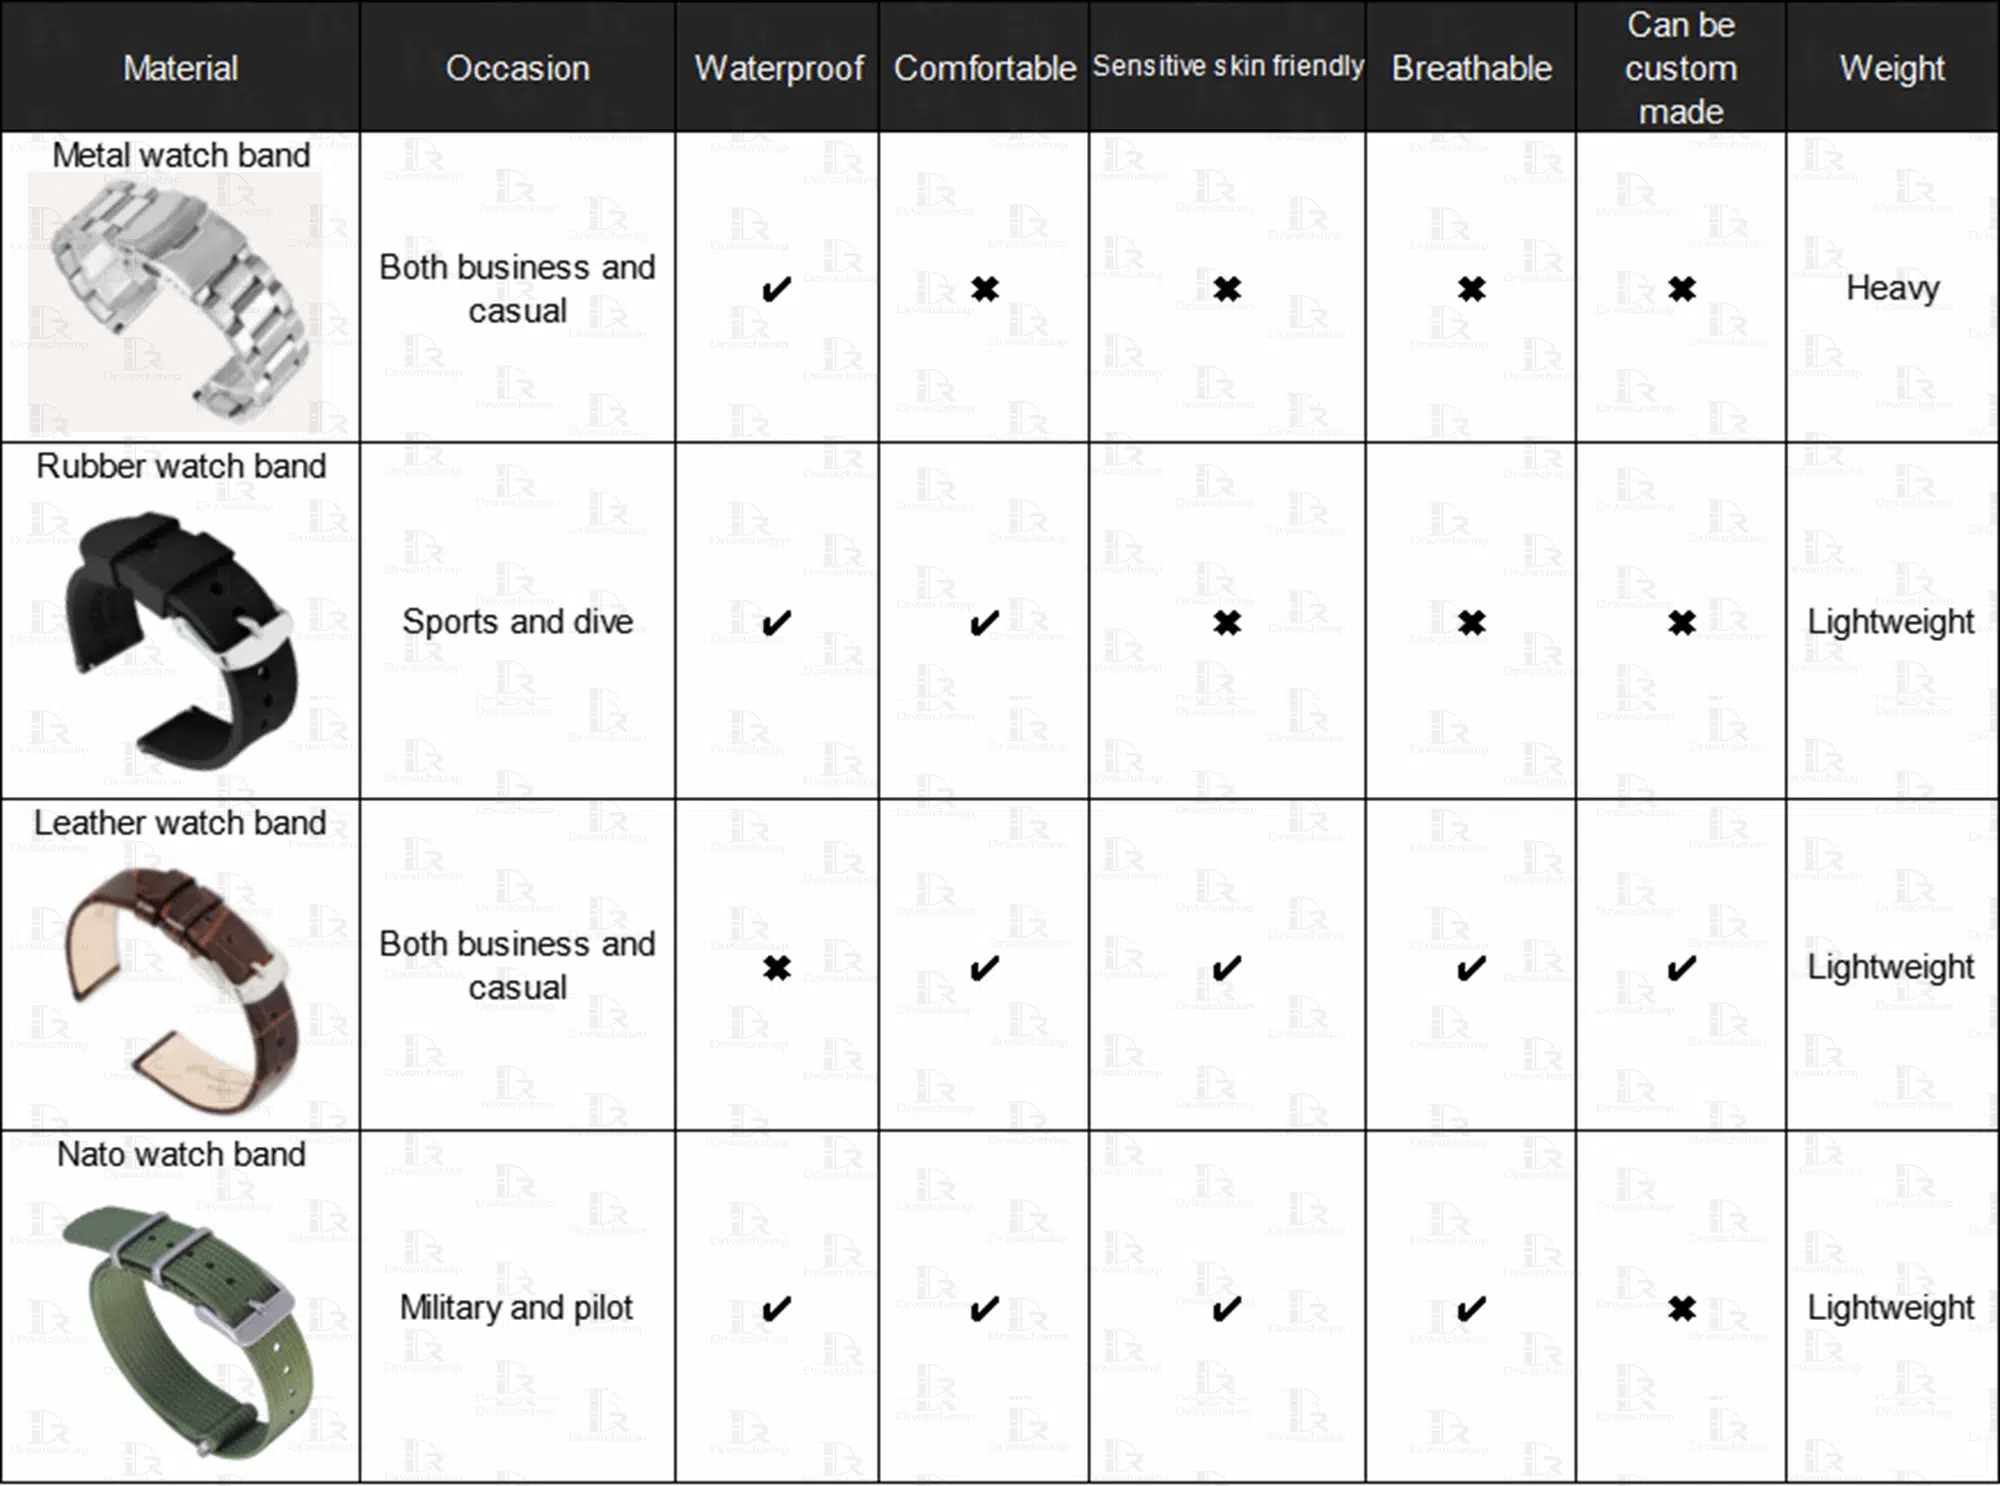 Material
Occasion
Waterproof
Comfortable
Sensitive skin friendly
Breathable
Can be
custom
made
Weight
Metal watch band
Both business and
casual
✔
✖
✖
✖
✖
Heavy
Rubber watch band
Sports and dive
✔
✔
✖
✖
✖
Lightweight
Leather watch band
Both business and
casual
✖
✔
✔
✔
✔
Lightweight
Nato watch band
Military and pilot
✔
✔
✔
✔
✖
Lightweight